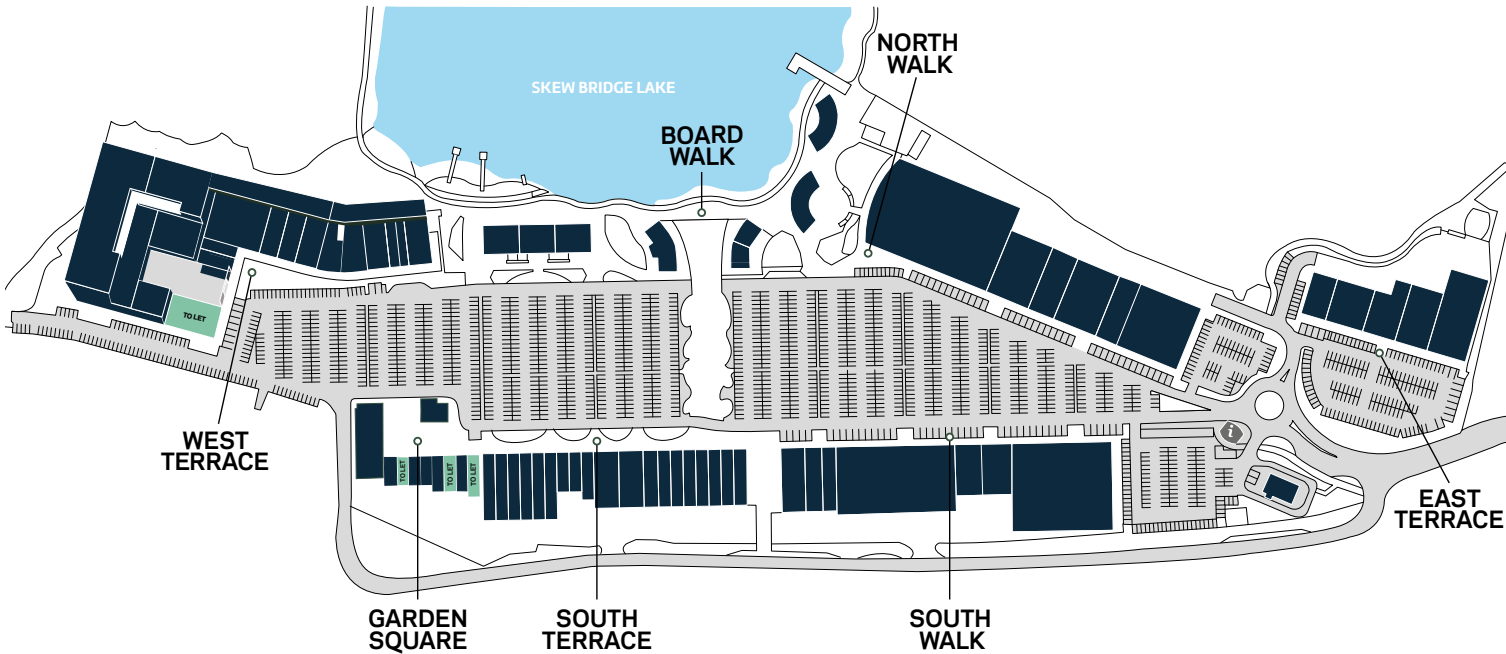 NORTH
WALK
SKEW BRIDGE LAKE
BOARD
WALK
TO LET
WEST
TERRACE
TO LET
TO LET
TO LET
i
EAST
TERRACE
GARDEN
SQUARE
SOUTH
TERRACE
SOUTH
WALK